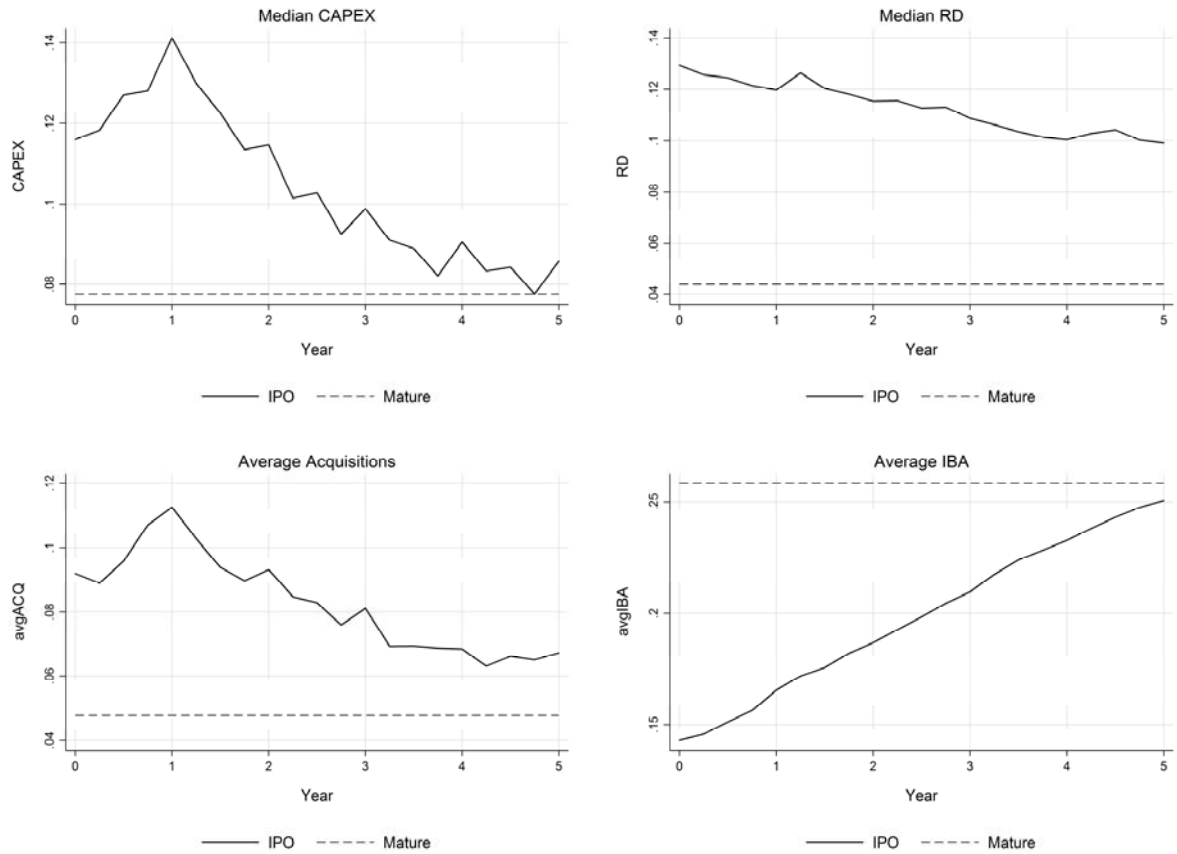 Median CAPEX
CAPEX
.14
.12
.1
.08
0 1 2 3 4 5
Year
IPO Mature
Median RD
RD
.14
.12
.1
.08
.06
.04
0 1 2 3 4 5
Year
IPO Mature
Average Acquisitions
avgACQ
.12
.1
.08
.06
.04
0 1 2 3 4 5
Year
IPO Mature
Average IBA
avgIBA
.25
.2
.15
0 1 2 3 4 5
Year
IPO Mature